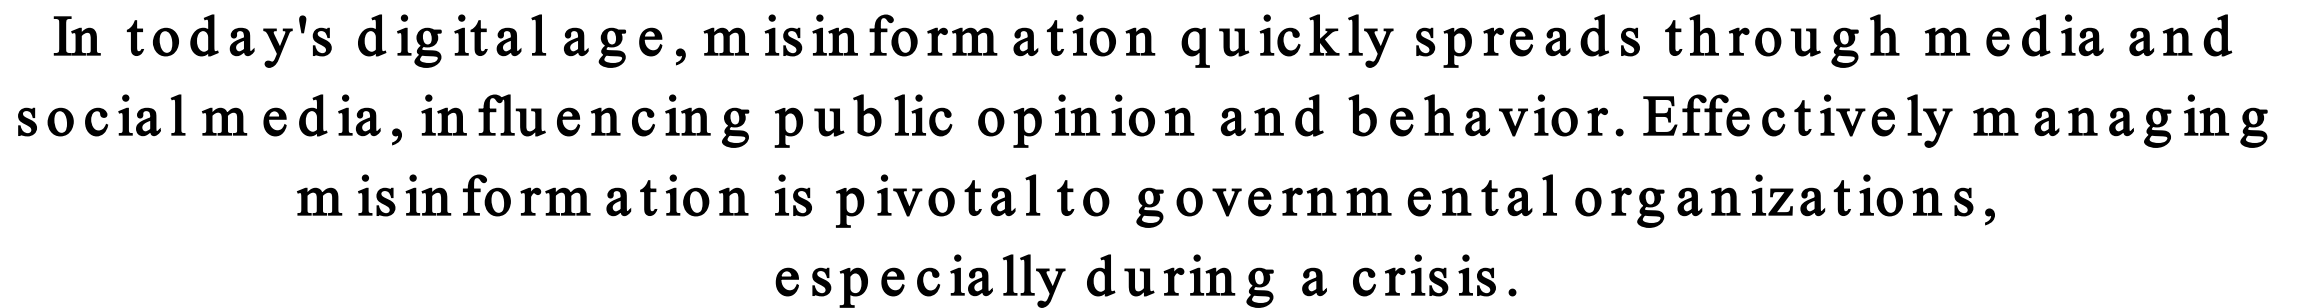 In today's digital age, misinformation quickly spreads through media and
social media, influencing public opinion and behavior. Effectively managing
misinformation is pivotal to governmental organizations,
especially during a crisis.